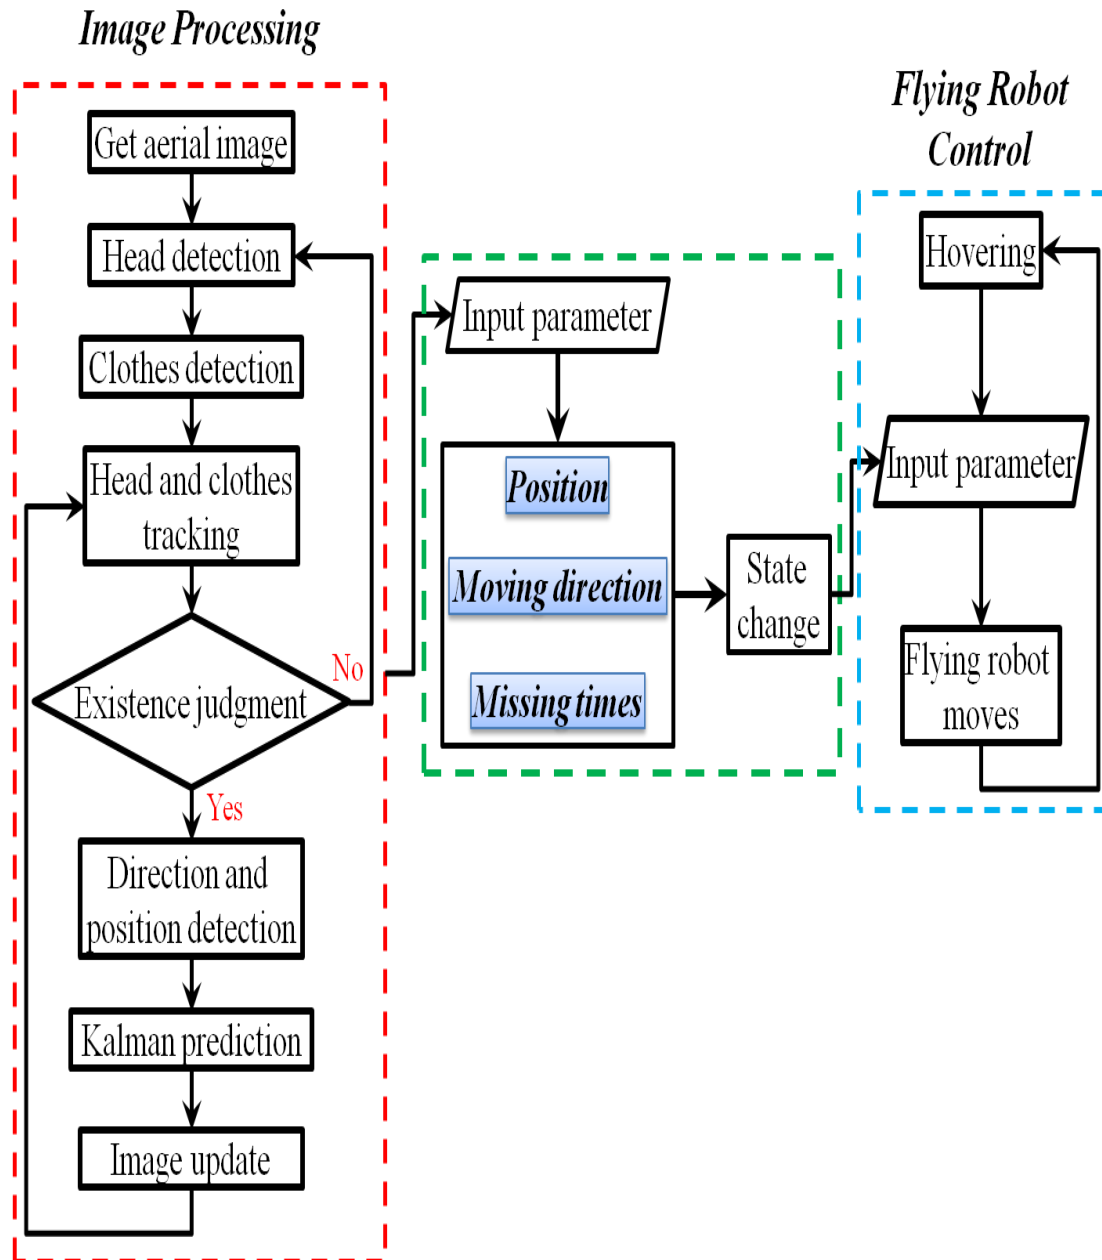 Image Processing
Get aerial image
Head detection
Clothes detection
Head and clothes
tracking
Existence judgment
No
Yes
Direction and
position detection
Kalman prediction
Image update
Input parameter
Position
Moving direction
Missing times
State
change
Flying Robot
Control
Hovering
Input parameter
Flying robot
moves